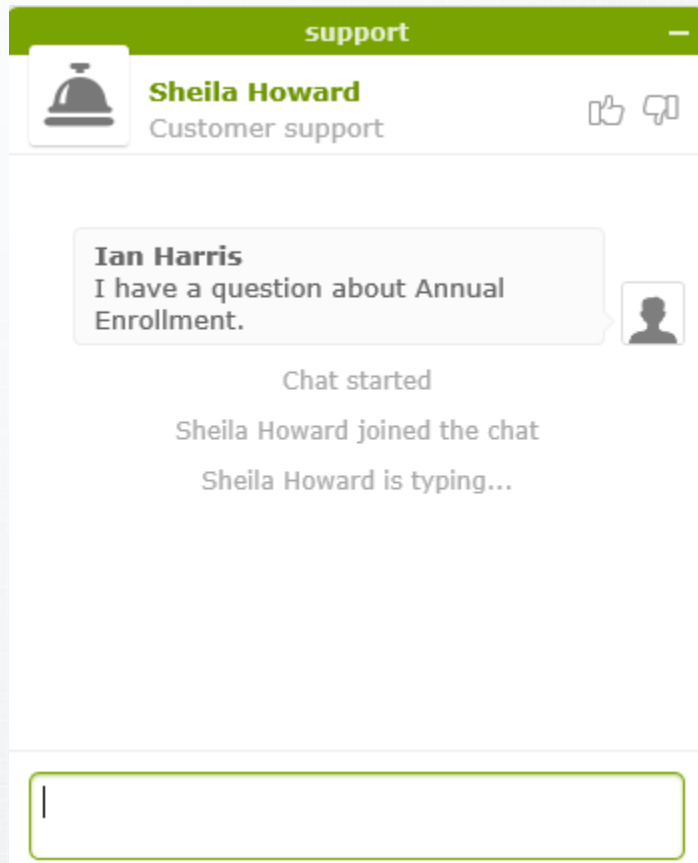 support
Sheila Howard
Customer support
Ian Harris
I have a question about Annual
Enrollment.
Chat started
Sheila Howard joined the chat
Sheila Howard is typing...